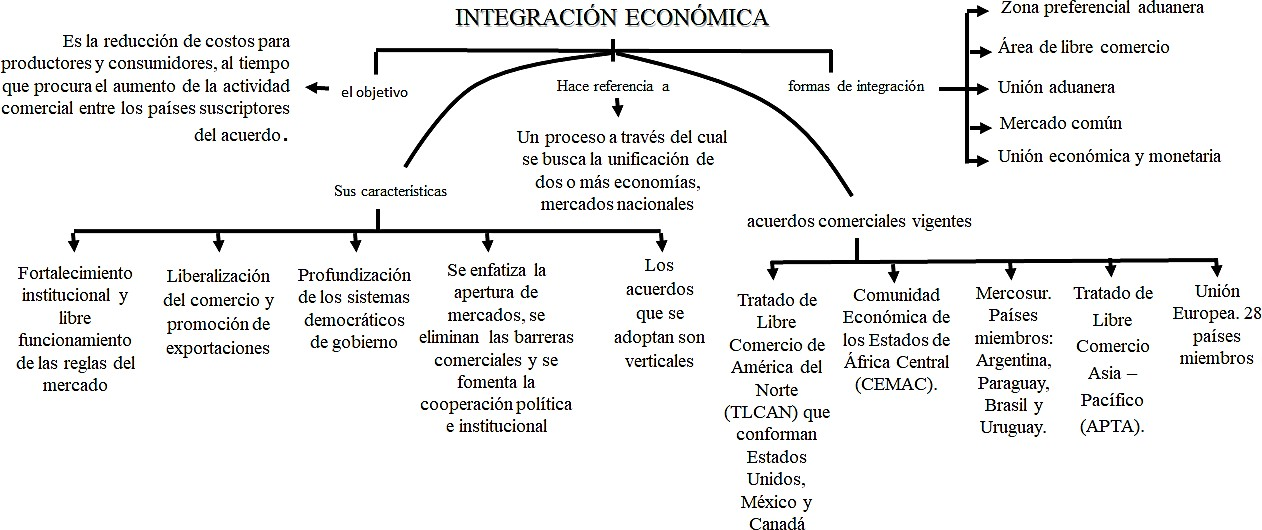 INTEGRACIÓN ECONÓMICA
Es la reducción de costos para
productores y consumidores, al tiempo
que procura el aumento de la actividad
comercial entre los países suscriptores
del acuerdo.
el objetivo
Hace referencia a
Un proceso a través del cual
se busca la unificación de
dos o más economías,
mercados nacionales
formas de integración
Zona preferencial aduanera
Área de libre comercio
Unión aduanera
Mercado común
Unión económica y monetaria
Sus características
Fortalecimiento
institucional y
libre
funcionamiento
de las reglas del
mercado
Liberalización
del comercio y
promoción de
exportaciones
Profundización
de los sistemas
democráticos
de gobierno
Se enfatiza la
apertura de
mercados, se
eliminan las barreras
comerciales y se
fomenta la
cooperación política
e institucional
Los
acuerdos
que se
adoptan son
verticales
acuerdos comerciales vigentes
Tratado de
Libre
Comercio de
América del
Norte
(TLCAN) que
conforman
Estados
Unidos,
México y
Canadá
Comunidad
Económica de
los Estados de
África Central
(CEMAC).
Mercosur.
Países
miembros:
Argentina,
Paraguay,
Brasil y
Uruguay.
Tratado de
Libre
Comercio
Asia –
Pacífico
(APTA).
Unión
Europea. 28
países
miembros